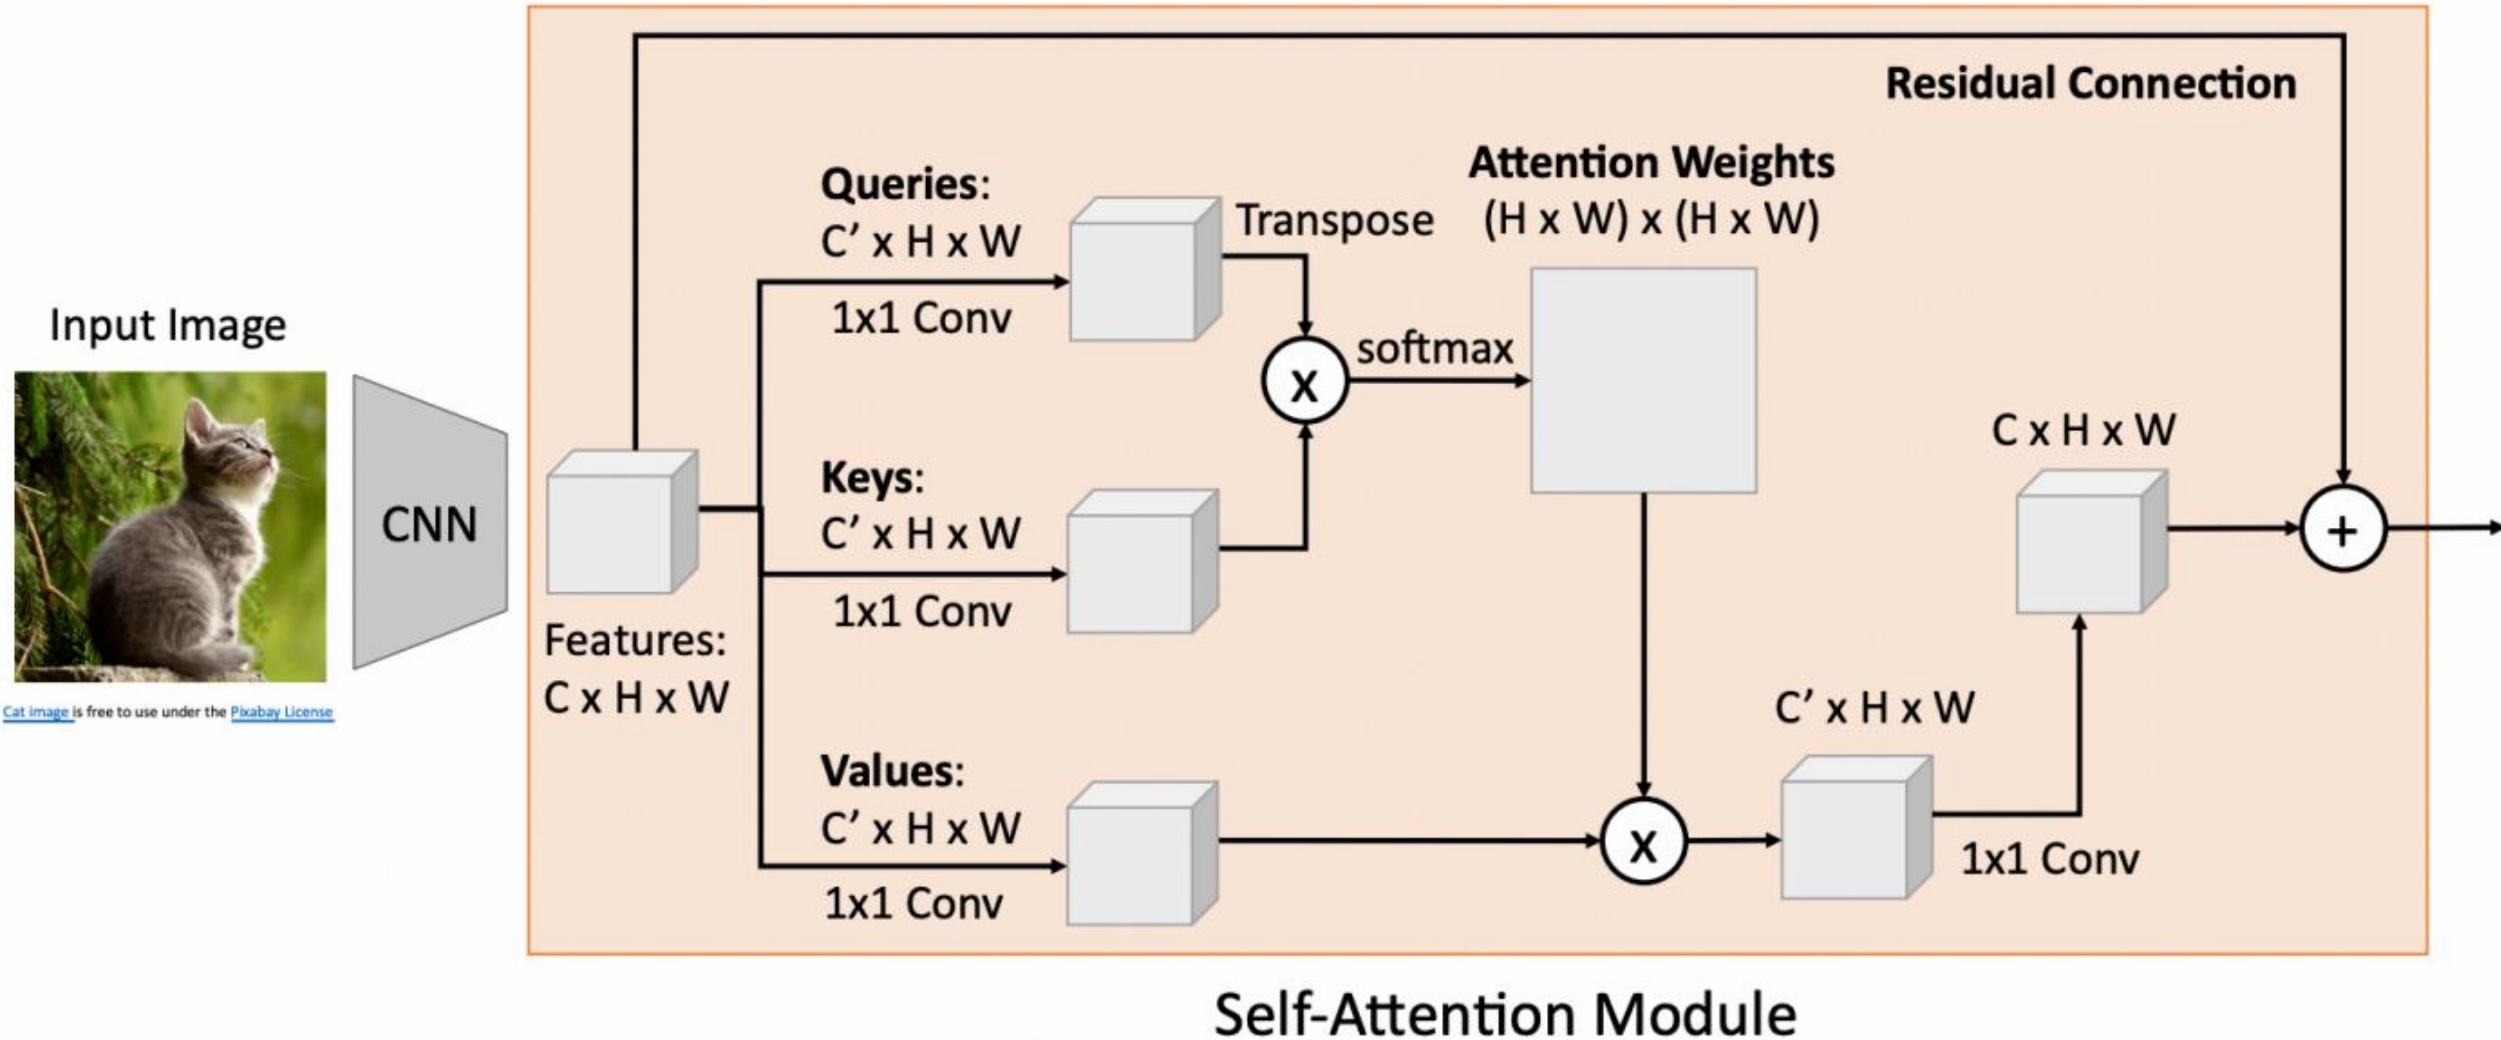 Residual Connection
Attention Weights
(H x W) x (H x W)
Queries:
C’ x H x W
1x1 Conv
Transpose
X
softmax
Input Image
CNN
Cat image is free to use under the Pixabay License
Features:
C x H x W
Keys:
C’ x H x W
1x1 Conv
Values:
C’ x H x W
1x1 Conv
X
C’ x H x W
1x1 Conv
C x H x W
+
Self-Attention Module